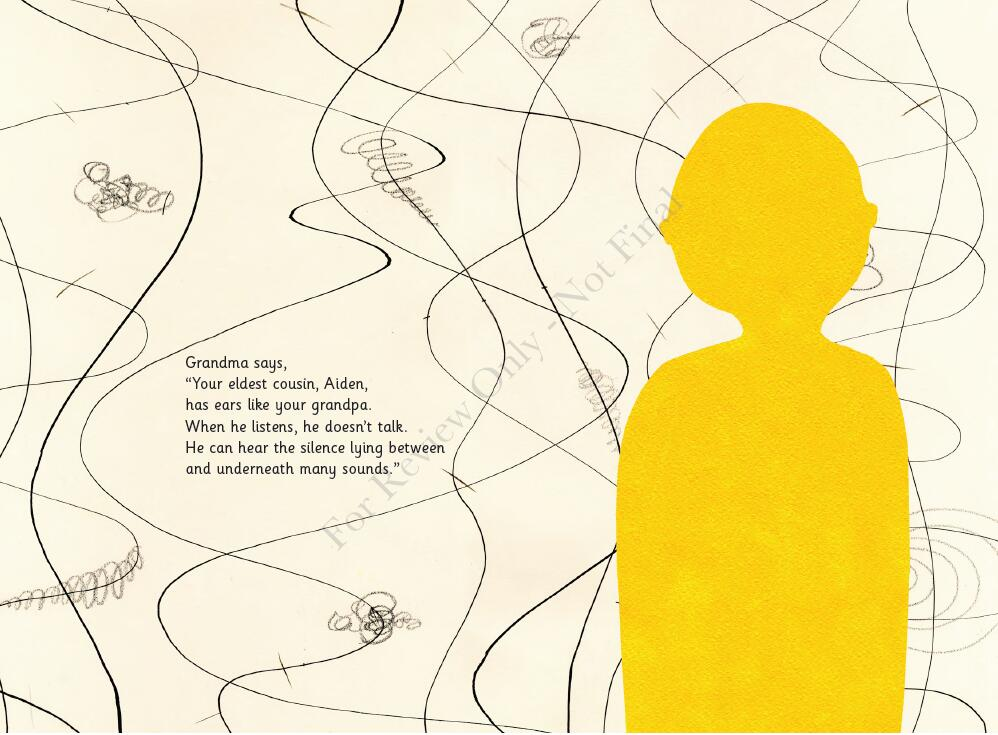 Grandma says,
“Your eldest cousin, Aiden,
has ears like your grandpa.
When he listens, he doesn’t talk.
He can hear the silence lying between
and underneath many sounds.”
For Review Only - Not Final